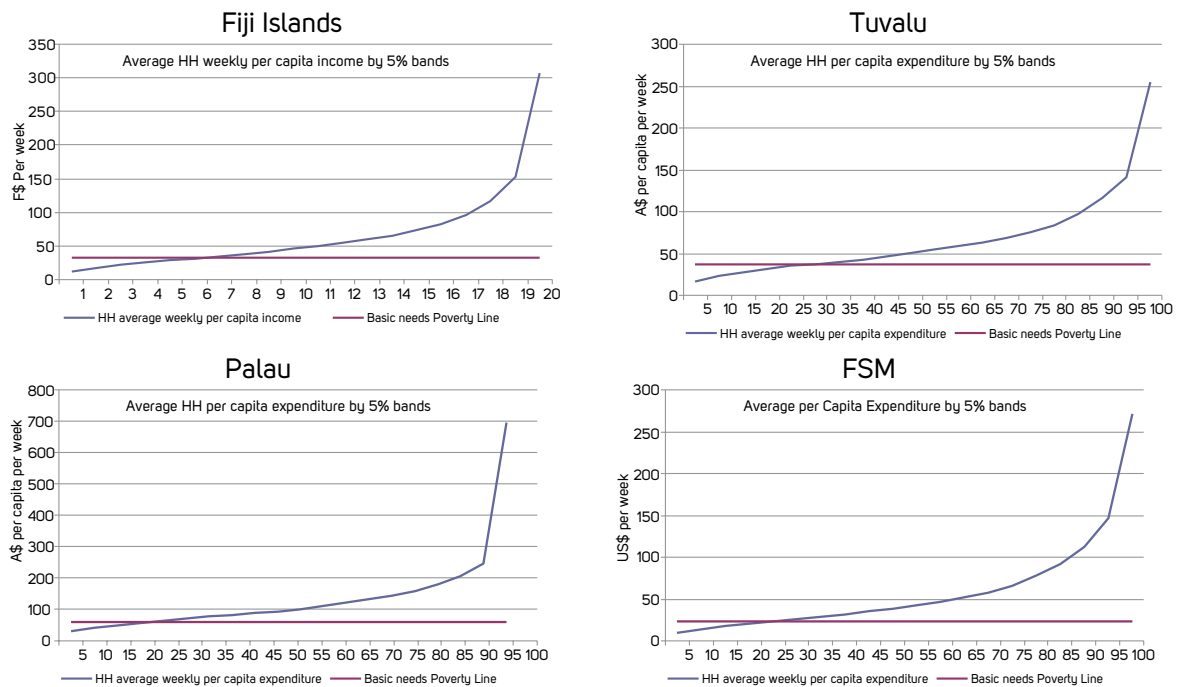 Fiji Islands
Average HH weekly per capita income by 5% bands
F$ Per week
350
300
250
200
150
100
50
0
1 2 3 4 5 6 7 8 9 10 11 12 13 14 15 16 17 18 19 20
HH average weekly per capita income Basic needs Poverty Line
Tuvalu
Average HH per capita expenditure by 5% bands
A$ per capita per week
300
250
200
150
100
50
0
5 10 15 20 25 30 35 40 45 50 55 60 65 70 75 80 85 90 95 100
HH average weekly per capita expenditure Basic needs Poverty Line
Palau
Average HH per capita expenditure by 5% bands
A$ per capita per week
800
700
600
500
400
300
200
100
0
5 10 15 20 25 30 35 40 45 50 55 60 65 70 75 80 85 90 95 100
HH average weekly per capita expenditure Basic needs Poverty Line
FSM
Average per Capita Expenditure by 5% bands
US$ per week
300
250
200
150
100
50
0
5 10 15 20 25 30 35 40 45 50 55 60 65 70 75 80 85 90 95 100
HH average weekly per capita expenditure Basic needs Poverty Line